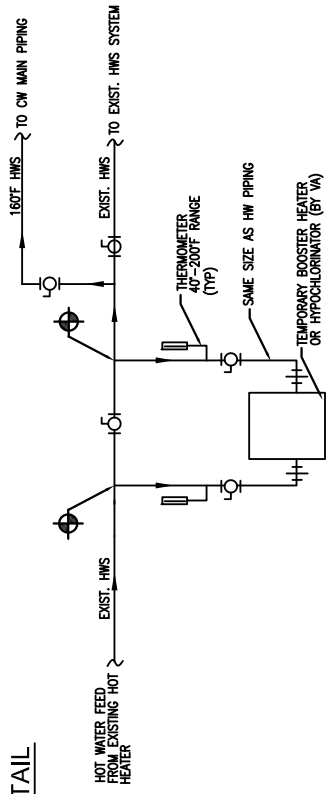 TAIL
160°F HWS
TO CW MAIN PIPING
EXIST. HWS
TO EXIST. HWS SYSTEM
EXIST. HWS
HOT WATER FEED
FROM EXISTING HOT
HEATER
THERMOMETER
40°-200°F RANGE
(TYP)
SAME SIZE AS HW PIPING
TEMPORARY BOOSTER HEATER
OR HYPOCHLORINATOR (BY VA)